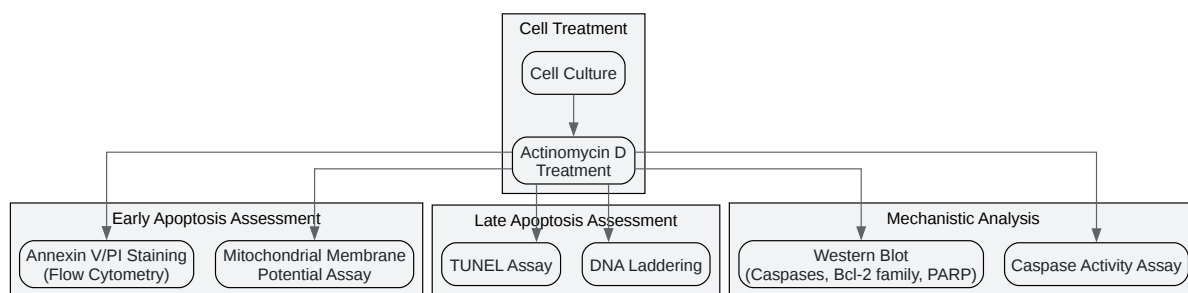 Cell Treatment
Cell Culture
Actinomycin D
Treatment
Early Apoptosis Assessment
Annexin V/PI Staining
(Flow Cytometry)
Mitochondrial Membrane
Potential Assay
Late Apoptosis Assessment
TUNEL Assay
DNA Laddering
Mechanistic Analysis
Western Blot
(Caspases, Bcl-2 family, PARP)
Caspase Activity Assay